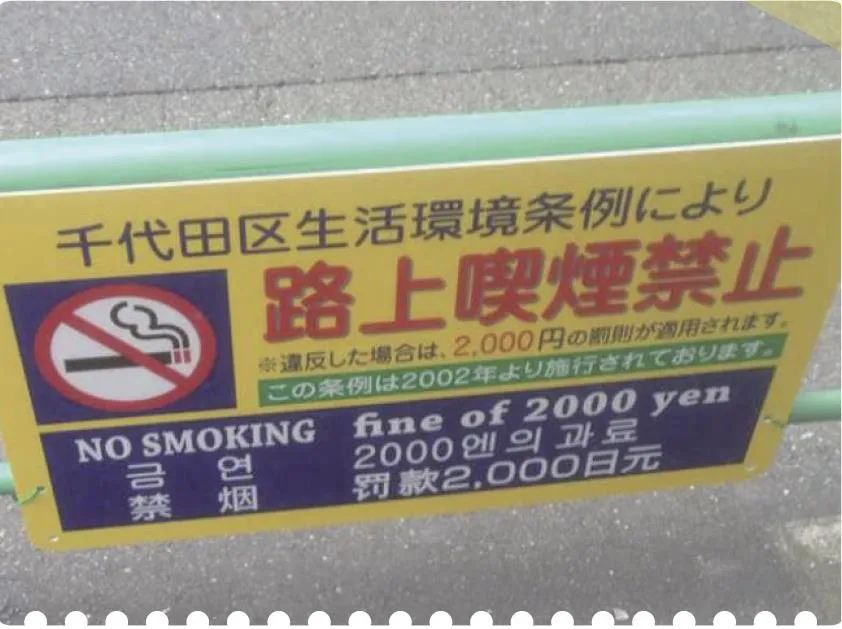 千代田区生活環境条例により
路上喫煙禁止
※違反した場合は、2,000円の割則が適用されます。
この条例は2002年より施行されております。
NO SMOKING fine of 2000 yen
금 연 2000엔의 과료
禁 烟 罚款2,000日元